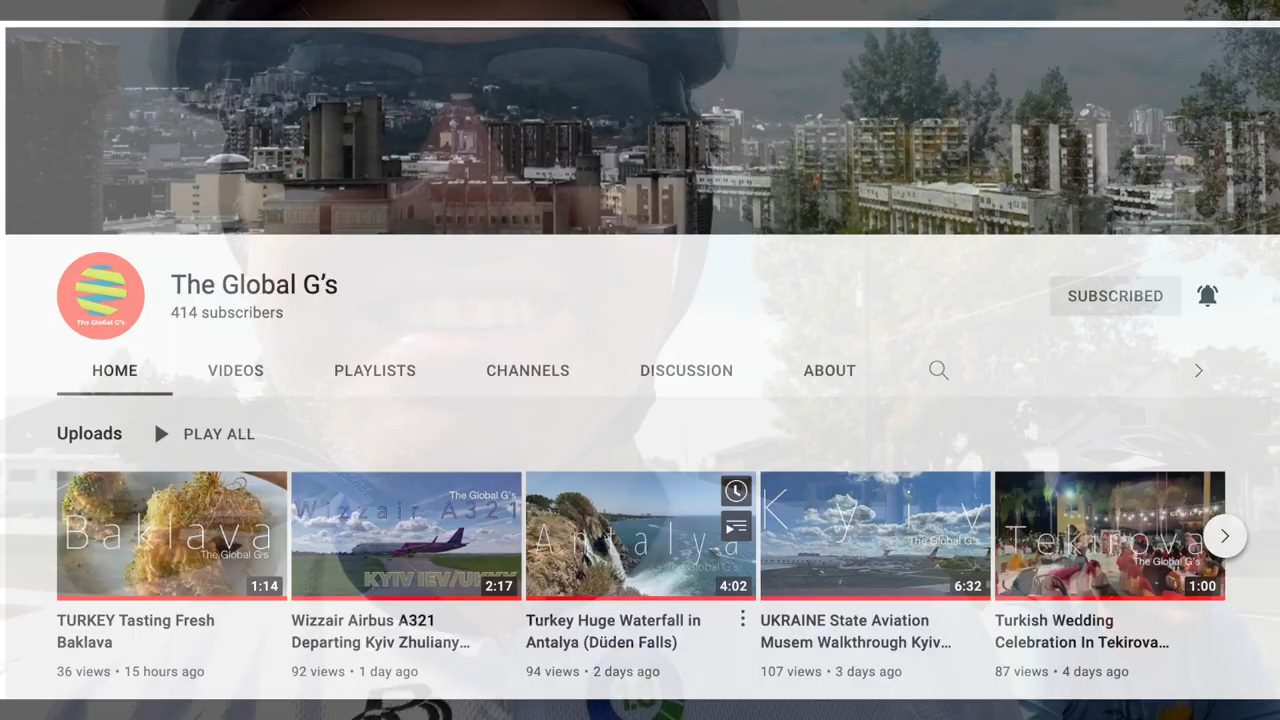 The Global G's
The Global G's
414 subscribers
SUBSCRIBED
HOME VIDEOS PLAYLISTS CHANNELS DISCUSSION ABOUT
Uploads PLAY ALL
Baklava
The Global G's
1:14
The Global G's
Wizzair A321
KYIV IEV/UKKK
2:17
Antalya
The Global G's
4:02
Kyiv
The Global G's
6:32
Tekirova
The Global G's
1:00
TURKEY Tasting Fresh
Baklava
36 views • 15 hours ago
Wizzair Airbus A321
Departing Kyiv Zhuliany...
92 views • 1 day ago
Turkey Huge Waterfall in
Antalya (Düden Falls)
94 views • 2 days ago
UKRAINE State Aviation
Musem Walkthrough Kyiv...
107 views • 3 days ago
Turkish Wedding
Celebration In Tekirova...
87 views • 4 days ago